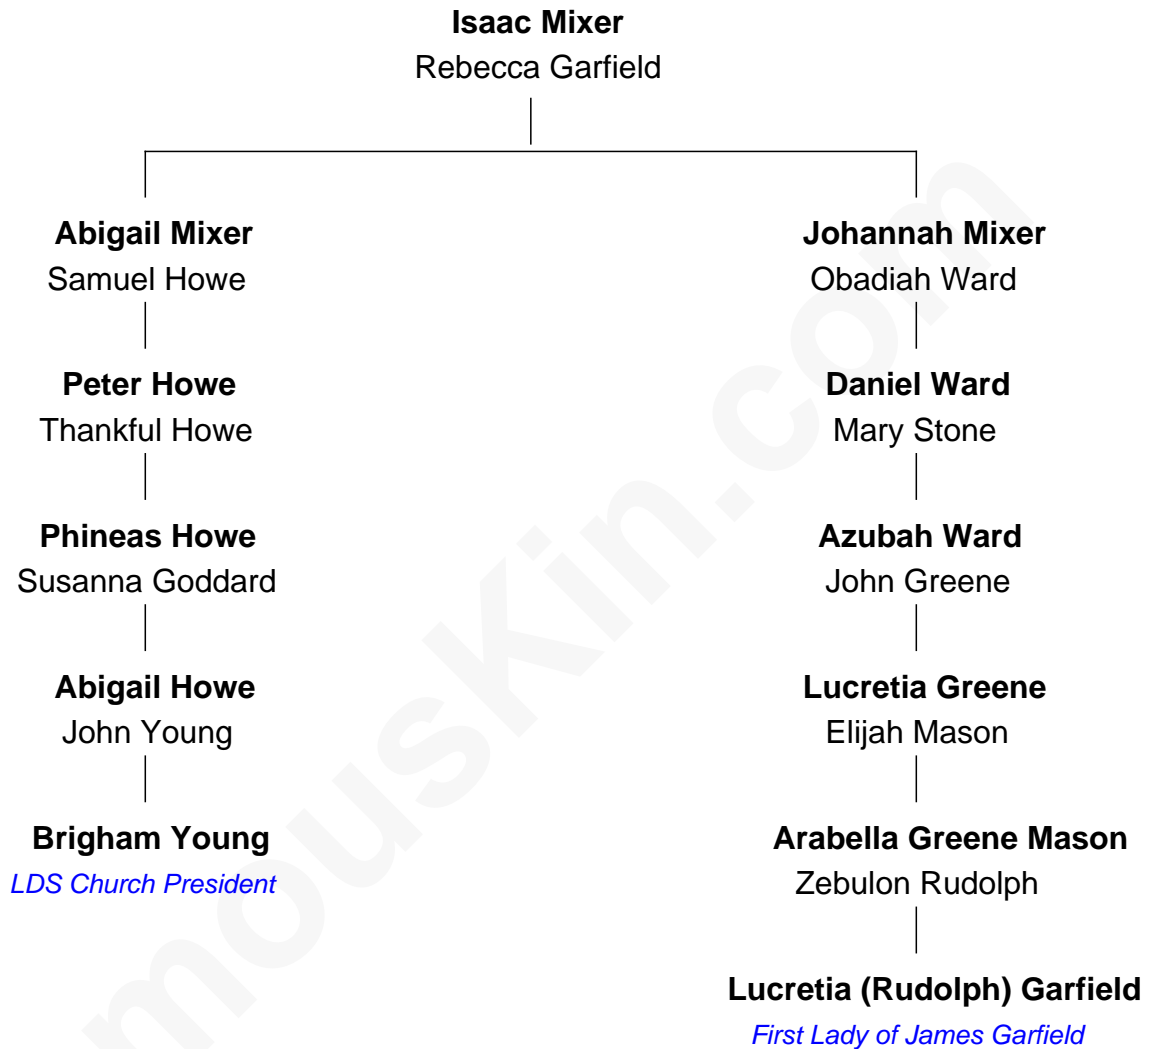 Isaac Mixer
Rebecca Garfield
Abigail Mixer
Samuel Howe
Johannah Mixer
Obadiah Ward
Peter Howe
Thankful Howe
Daniel Ward
Mary Stone
Phineas Howe
Susanna Goddard
Azubah Ward
John Greene
Abigail Howe
John Young
Lucretia Greene
Elijah Mason
Brigham Young
LDS Church President
Arabella Greene Mason
Zebulon Rudolph
Lucretia (Rudolph) Garfield
First Lady of James Garfield
mousKin.com